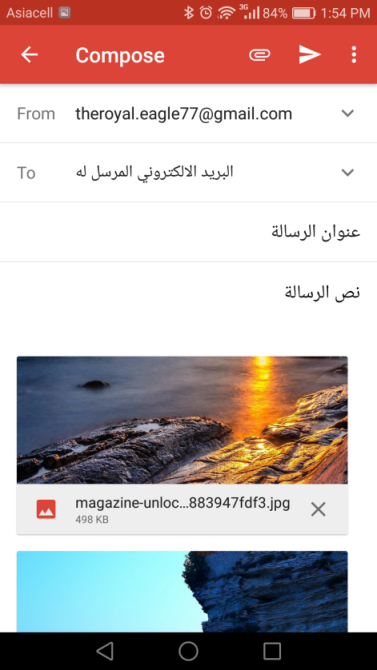 Asiacell 3G 84% 1:54 PM
Compose
From theroyal.eagle77@gmail.com
To البريد الالكتروني المرسل له
عنوان الرسالة
نص الرسالة
magazine-unloc...883947fdf3.jpg
498 KB